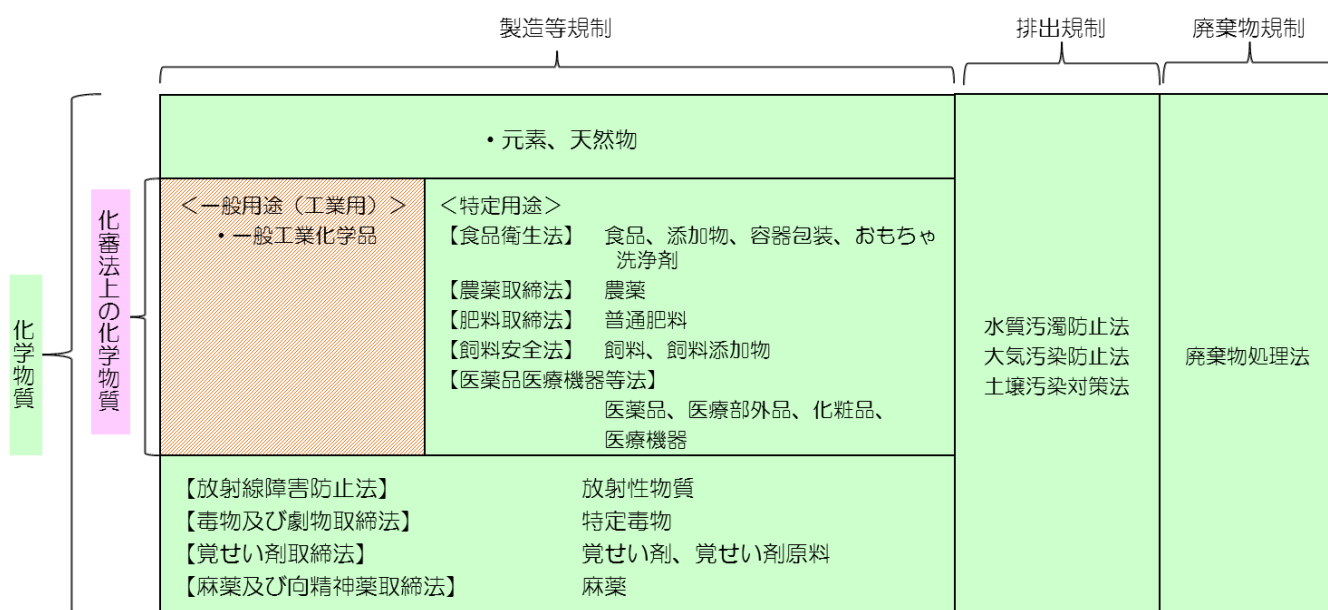 製造等規制
排出規制
廃棄物規制
・元素、天然物
化学物質
化審法上の化学物質
＜一般用途（工業用）＞
・一般工業化学品
＜特定用途＞
【食品衛生法】 食品、添加物、容器包装、おもちゃ
洗浄剤
【農薬取締法】 農薬
【肥料取締法】 普通肥料
【飼料安全法】 飼料、飼料添加物
【医薬品医療機器等法】
医薬品、医療部外品、化粧品、
医療機器
【放射線障害防止法】 放射性物質
【毒物及び劇物取締法】 特定毒物
【覚せい剤取締法】 覚せい剤、覚せい剤原料
【麻薬及び向精神薬取締法】 麻薬
水質汚濁防止法
大気汚染防止法
土壌汚染対策法
廃棄物処理法